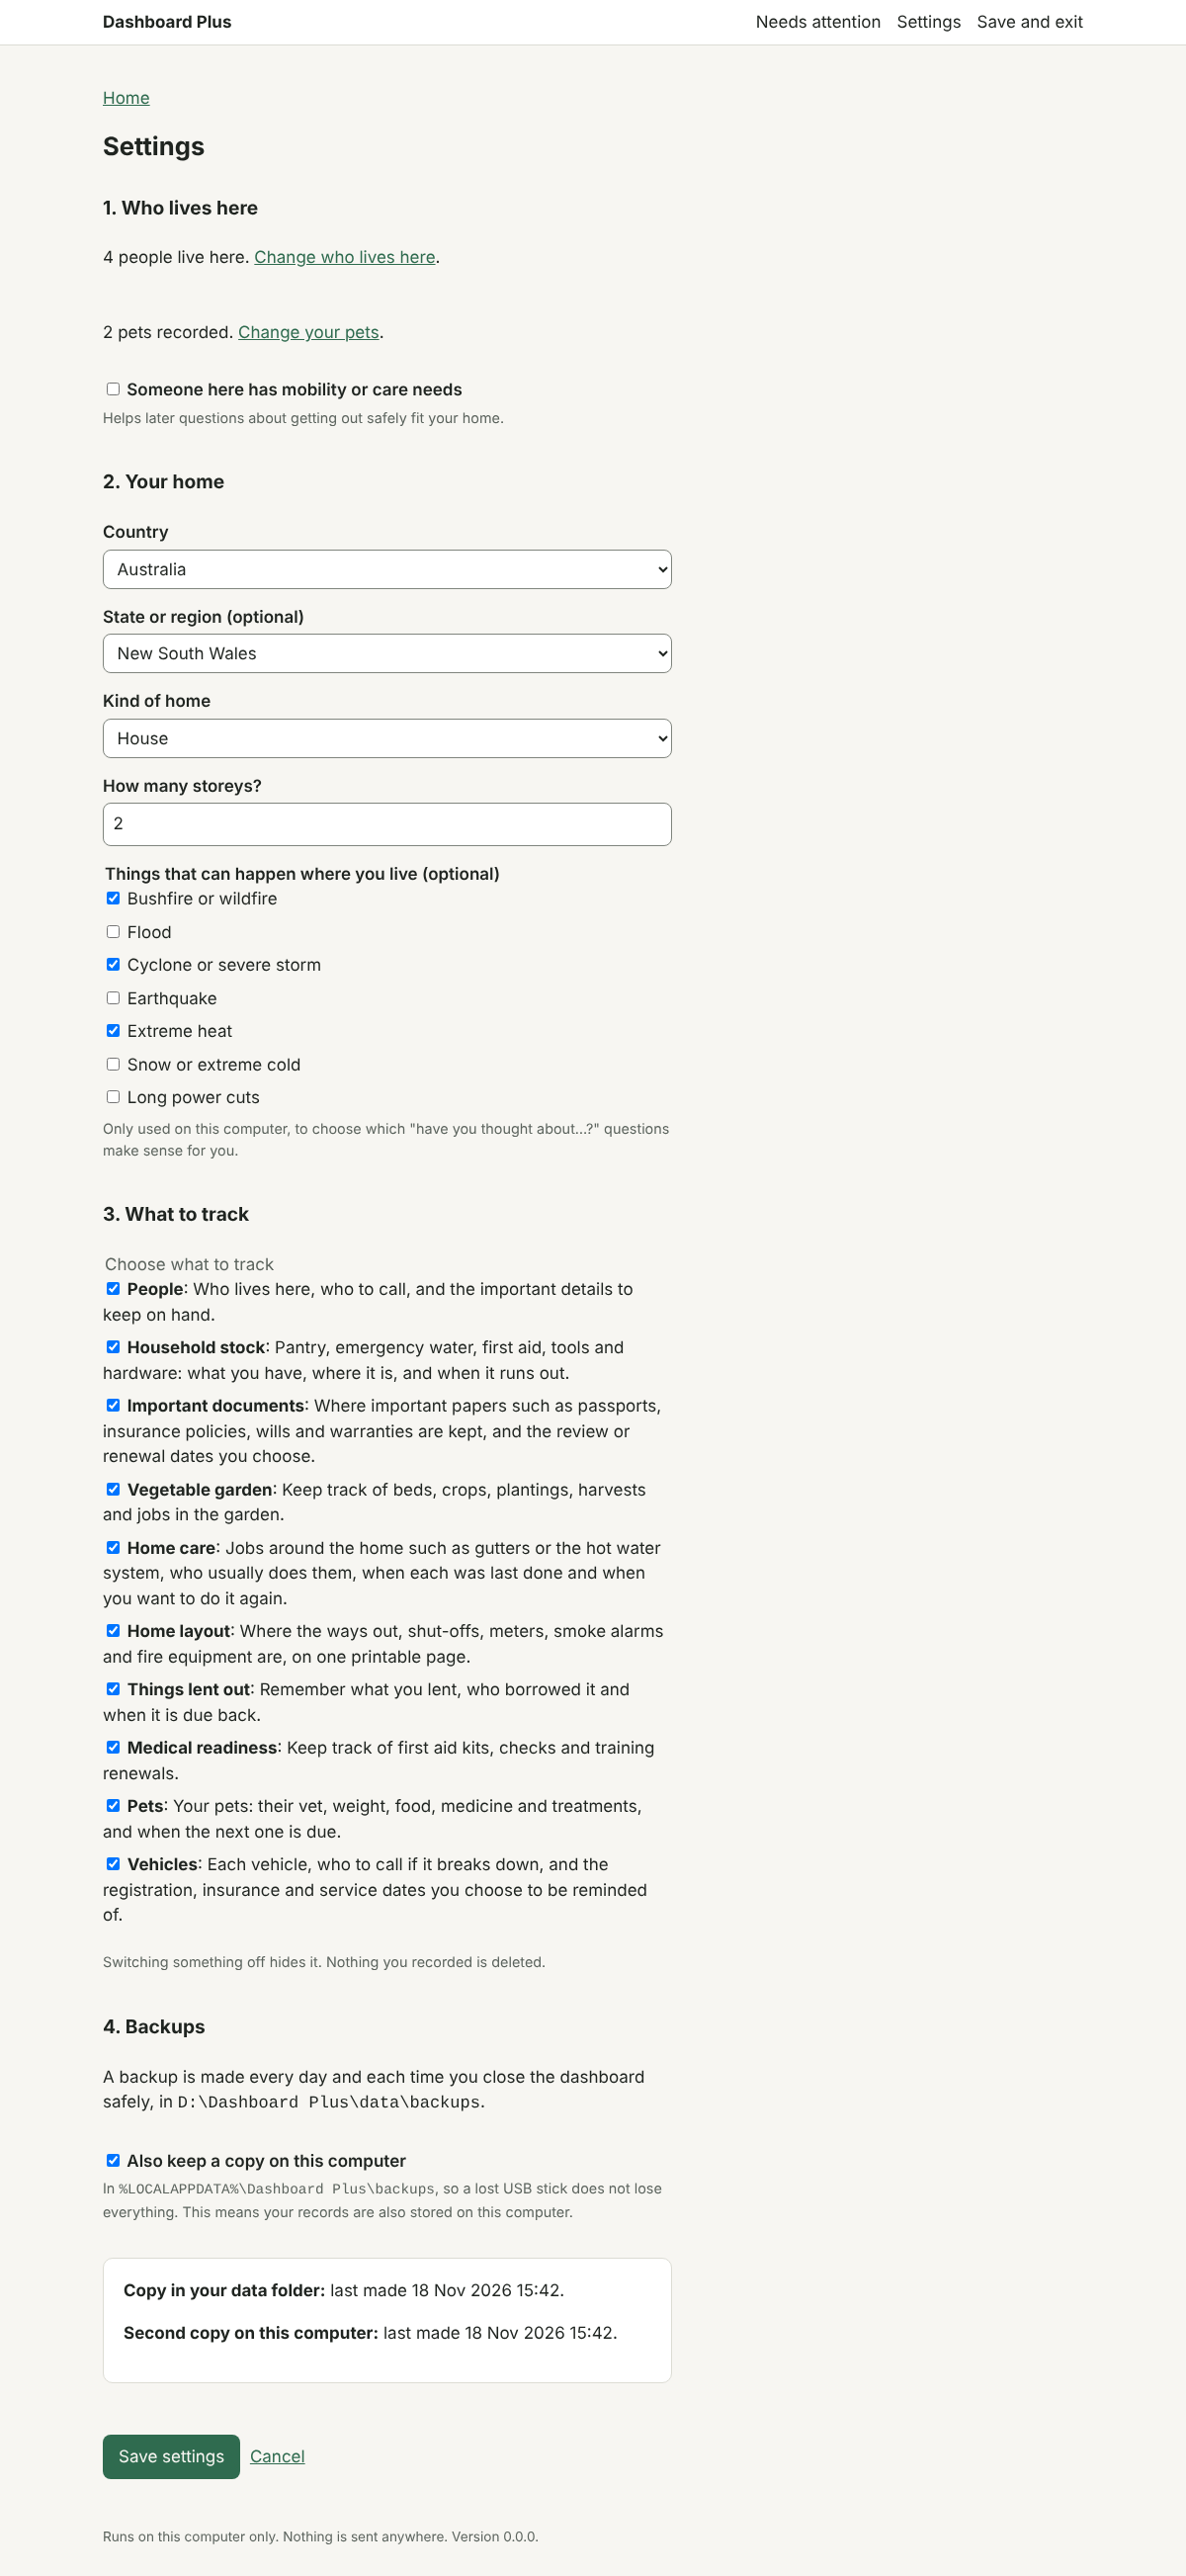 Dashboard Plus
Needs attention Settings Save and exit
Home
Settings
1. Who lives here
4 people live here. Change who lives here.
2 pets recorded. Change your pets.
Someone here has mobility or care needs
Helps later questions about getting out safely fit your home.
2. Your home
Country
Australia
State or region (optional)
New South Wales
Kind of home
House
How many storeys?
2
Things that can happen where you live (optional)
Bushfire or wildfire
Flood
Cyclone or severe storm
Earthquake
Extreme heat
Snow or extreme cold
Long power cuts
Only used on this computer, to choose which "have you thought about...?" questions
make sense for you.
3. What to track
Choose what to track
People: Who lives here, who to call, and the important details to
keep on hand.
Household stock: Pantry, emergency water, first aid, tools and
hardware: what you have, where it is, and when it runs out.
Important documents: Where important papers such as passports,
insurance policies, wills and warranties are kept, and the review or
renewal dates you choose.
Vegetable garden: Keep track of beds, crops, plantings, harvests
and jobs in the garden.
Home care: Jobs around the home such as gutters or the hot water
system, who usually does them, when each was last done and when
you want to do it again.
Home layout: Where the ways out, shut-offs, meters, smoke alarms
and fire equipment are, on one printable page.
Things lent out: Remember what you lent, who borrowed it and
when it is due back.
Medical readiness: Keep track of first aid kits, checks and training
renewals.
Pets: Your pets: their vet, weight, food, medicine and treatments,
and when the next one is due.
Vehicles: Each vehicle, who to call if it breaks down, and the
registration, insurance and service dates you choose to be reminded
of.
Switching something off hides it. Nothing you recorded is deleted.
4. Backups
A backup is made every day and each time you close the dashboard
safely, in D:\Dashboard Plus\data\backups.
Also keep a copy on this computer
In %LOCALAPPDATA%\Dashboard Plus\backups, so a lost USB stick does not lose
everything. This means your records are also stored on this computer.
Copy in your data folder: last made 18 Nov 2026 15:42.
Second copy on this computer: last made 18 Nov 2026 15:42.
Save settings Cancel
Runs on this computer only. Nothing is sent anywhere. Version 0.0.0.